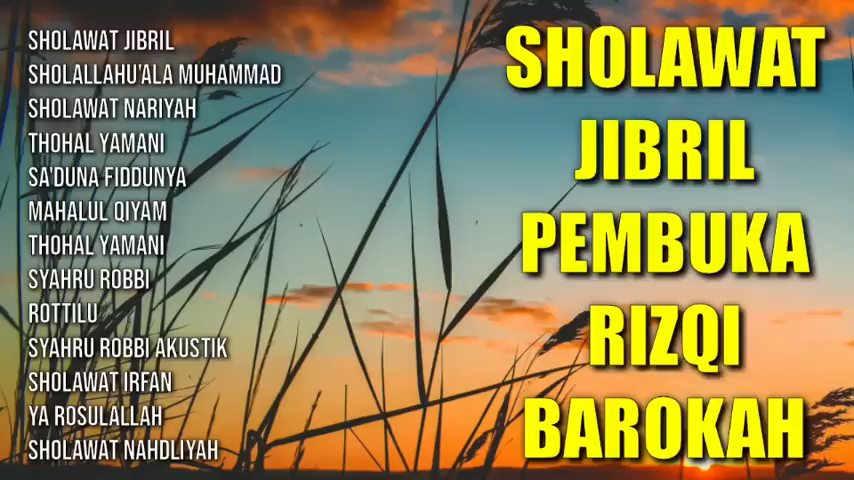 SHOLAWAT JIBRIL
SHOLALLAHU'ALA MUHAMMAD
SHOLAWAT NARIYAH
THOHAL YAMANI
SA'DUNA FIDDUNYA
MAHALUL QIYAM
THOHAL YAMANI
SYAHRU ROBBI
ROTTILU
SYAHRU ROBBI AKUSTIK
SHOLAWAT IRFAN
YA ROSULALLAH
SHOLAWAT NAHDLIYAH
SHOLAWAT
JIBRIL
PEMBUKA
RIZQI
BAROKAH